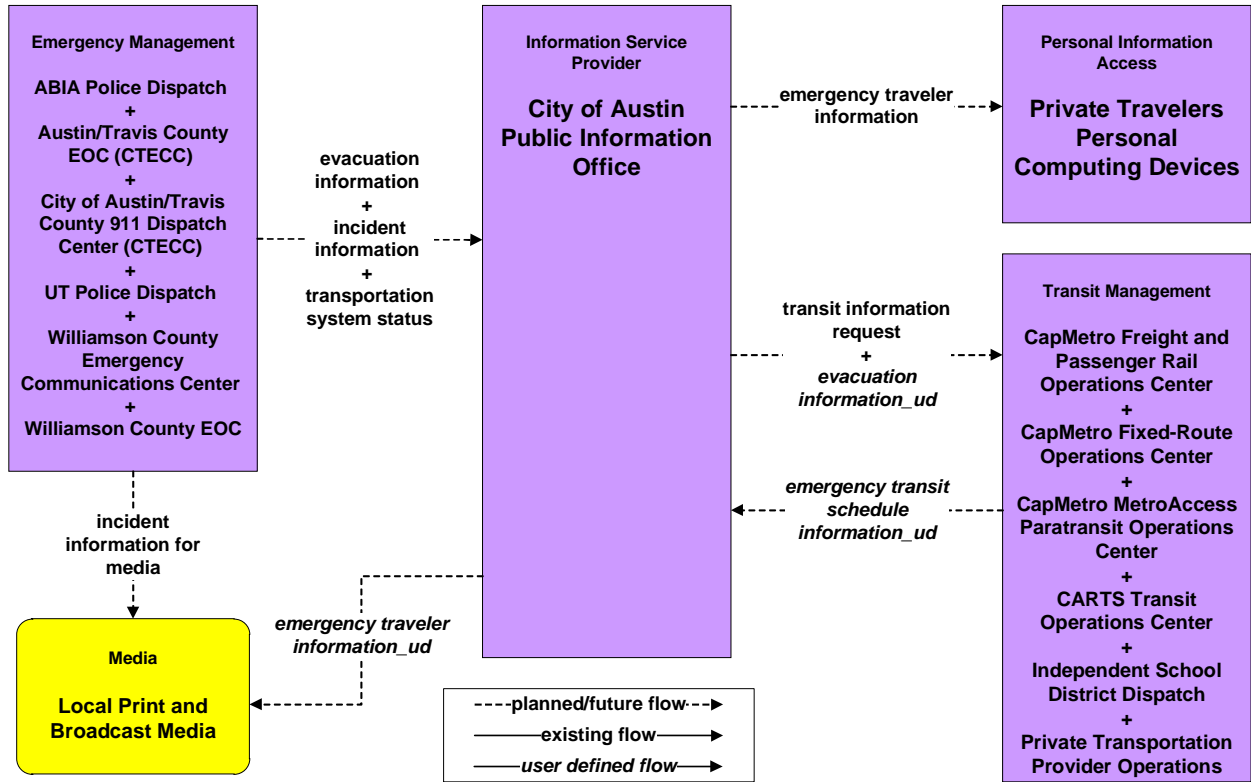 Emergency Management
ABIA Police Dispatch
+
Austin/Travis County
EOC (CTECC)
+
City of Austin/Travis
County 911 Dispatch
Center (CTECC)
+
UT Police Dispatch
+
Williamson County
Emergency
Communications Center
+
Williamson County EOC
evacuation
information
+
incident
information
+
transportation
system status
Information Service
Provider
City of Austin
Public Information
Office
emergency traveler
information
Personal Information
Access
Private Travelers
Personal
Computing Devices
transit information
request
+
evacuation
information_ud
emergency transit
schedule
information_ud
Transit Management
CapMetro Freight and
Passenger Rail
Operations Center
+
CapMetro Fixed-Route
Operations Center
+
CapMetro MetroAccess
Paratransit Operations
Center
+
CARTS Transit
Operations Center
+
Independent School
District Dispatch
+
Private Transportation
Provider Operations
incident
information for
media
emergency traveler
information_ud
Media
Local Print and
Broadcast Media
planned/future flow
existing flow
user defined flow